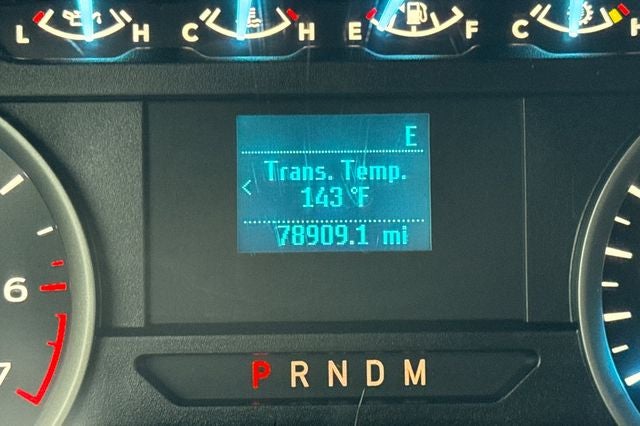 L H C H E F C H
E
Trans. Temp.
< 143 °F
78909.1 mi
6
7
P R N D M